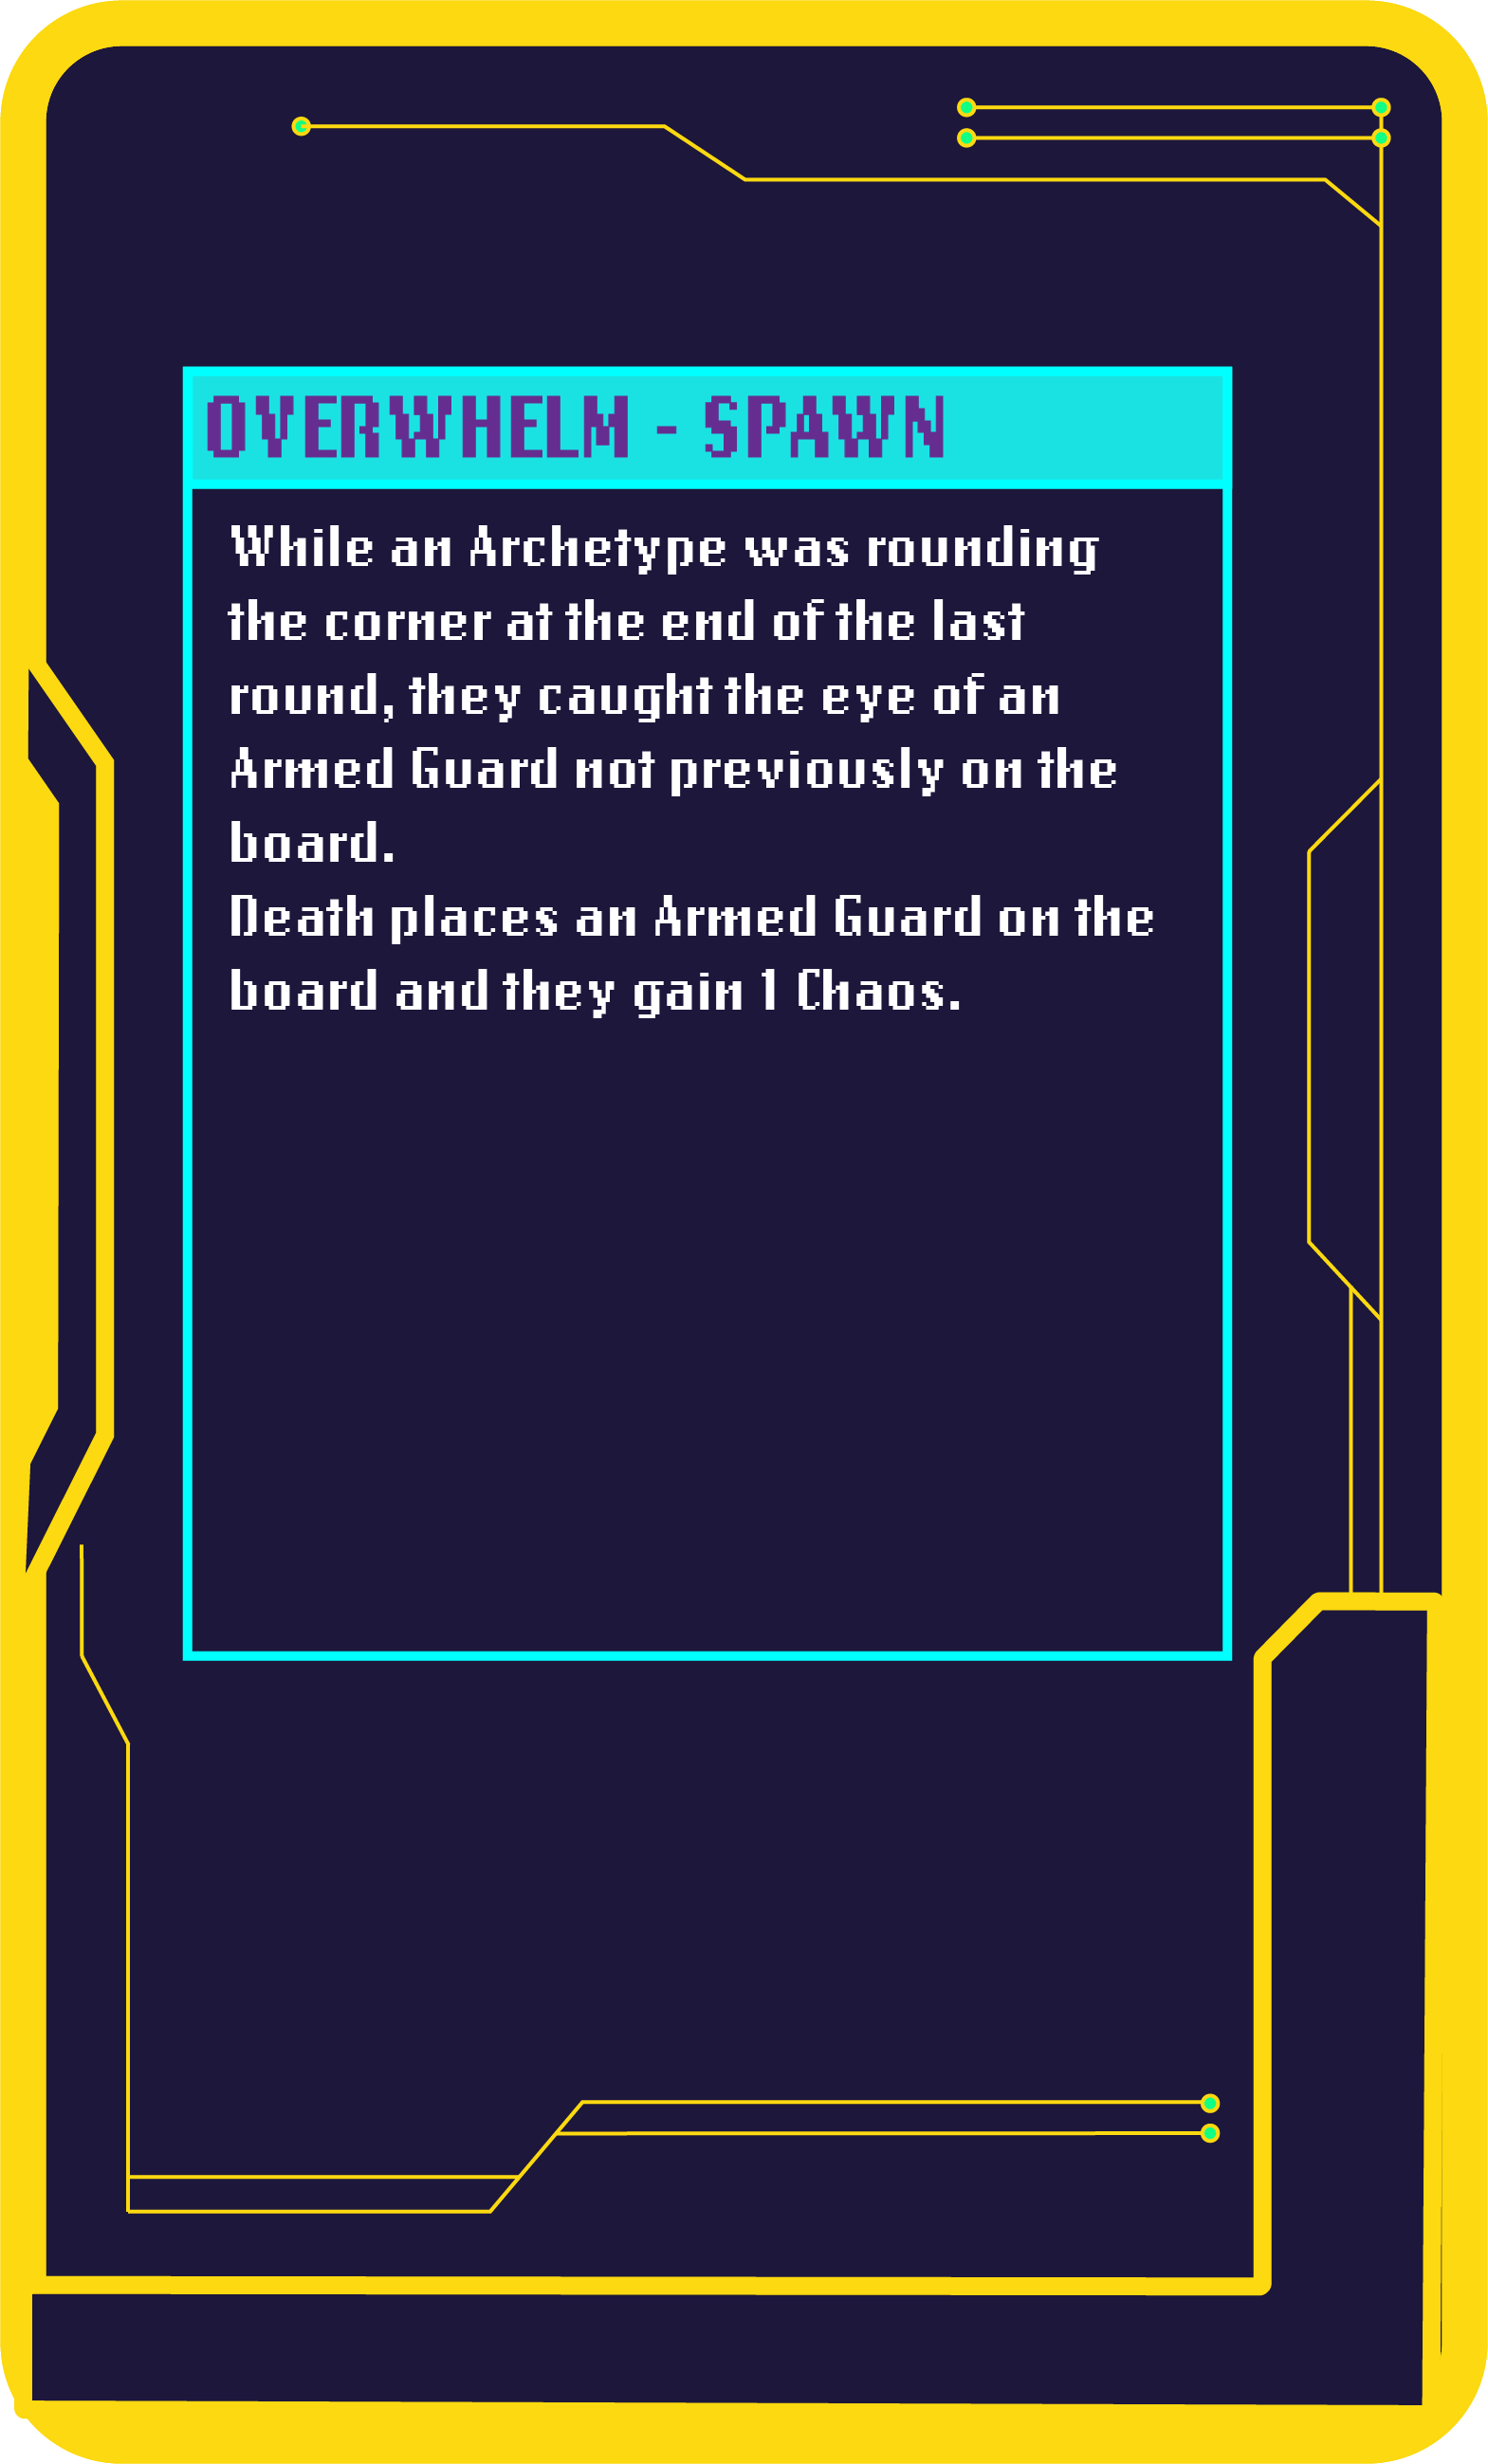 OVERWHELM - SPAWN
While an Archetype was rounding
the corner at the end of the last
round, they caught the eye of an
Armed Guard not previously on the
board.
Death places an Armed Guard on the
board and they gain 1 Chaos.